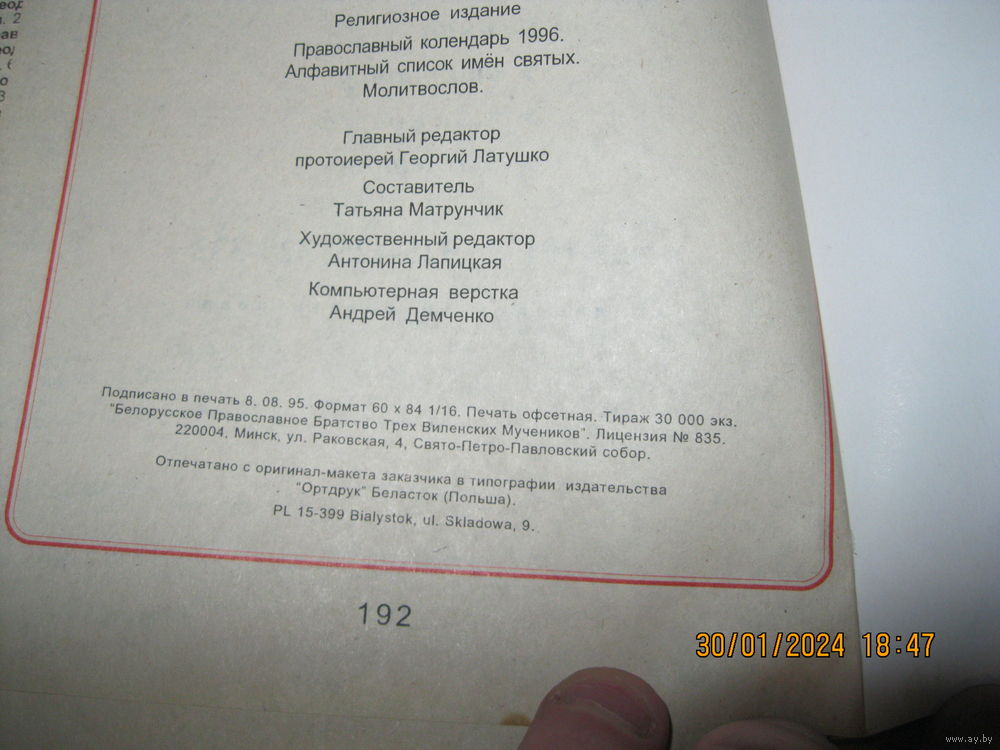 Религиозное издание
Православный календарь 1996.
Алфавитный список имён святых.
Молитвослов.
Главный редактор
протоиерей Георгий Латушко
Составитель
Татьяна Матрунчик
Художественный редактор
Антонина Лапицкая
Компьютерная верстка
Андрей Демченко
Подписано в печать 8. 08. 95. Формат 60 x 84 1/16. Печать офсетная. Тираж 30 000 экз.
"Белорусское Православное Братство Трех Виленских Мучеников". Лицензия № 835.
220004, Минск, ул. Раковская, 4, Свято-Петро-Павловский собор.
Отпечатано с оригинал-макета заказчика в типографии издательства
"Ортдрук" Беласток (Польша).
PL 15-399 Bialystok, ul. Skladowa, 9.
192
30/01/2024 18:47
www.ay.by